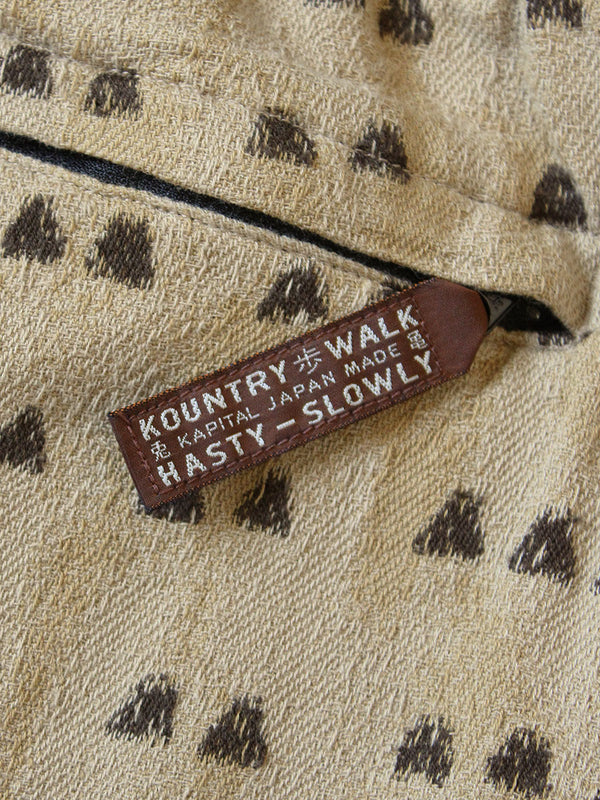 KOUNTRY 歩 WALK
兎 KAPITAL JAPAN MADE 亀
HASTY-SLOWLY